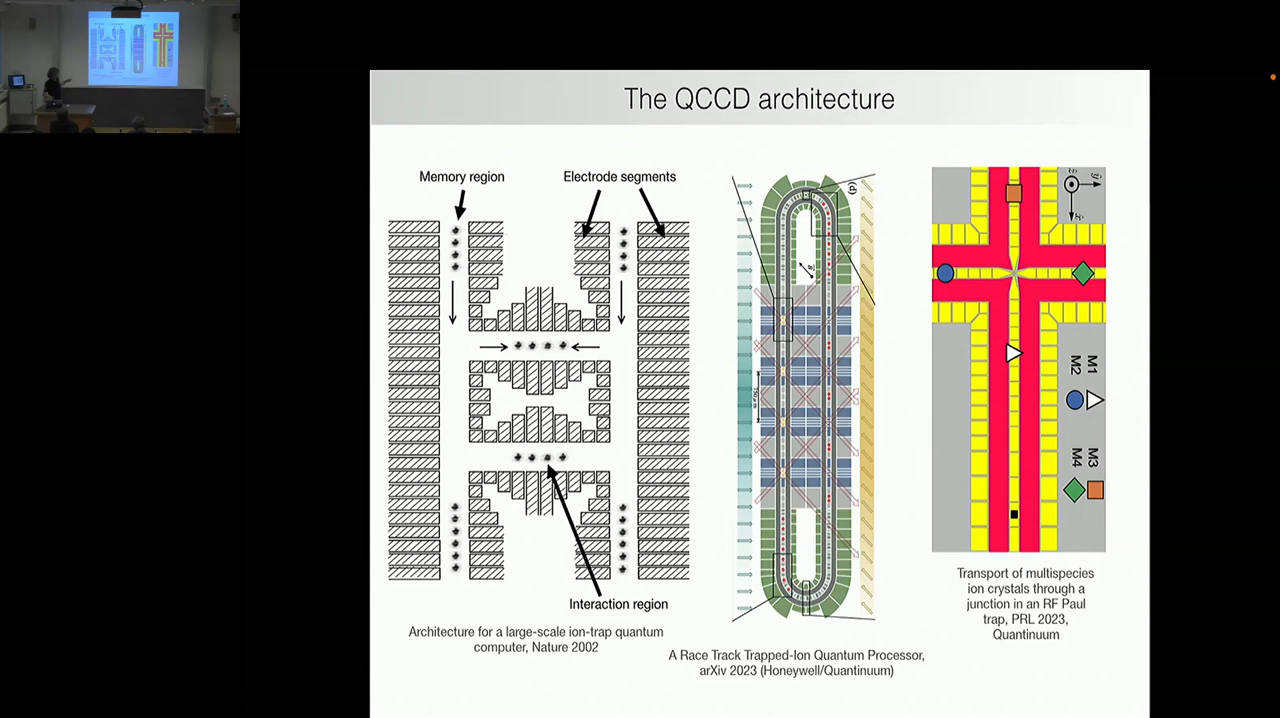 The QCCD architecture
Memory region
Electrode segments
Interaction region
Architecture for a large-scale ion-trap quantum
computer, Nature 2002
(c)
750 μm
A Race Track Trapped-Ion Quantum Processor,
arXiv 2023 (Honeywell/Quantinuum)
M1
M2
M3
M4
Transport of multispecies
ion crystals through a
junction in an RF Paul
trap, PRL 2023,
Quantinuum